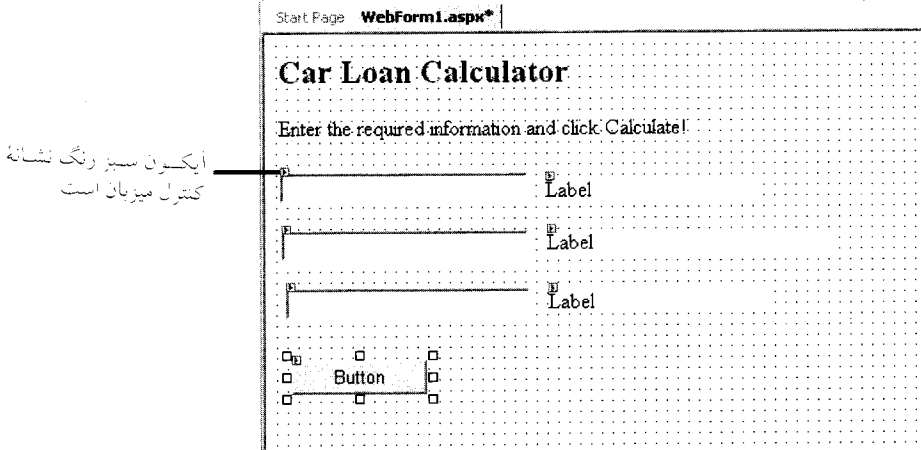 Start Page WebForm1.aspx*
Car Loan Calculator
Enter the required information and click Calculate!
آیکون سبز رنگ نشانهٔ
کنترل میزبان است
Label
Label
Label
Button